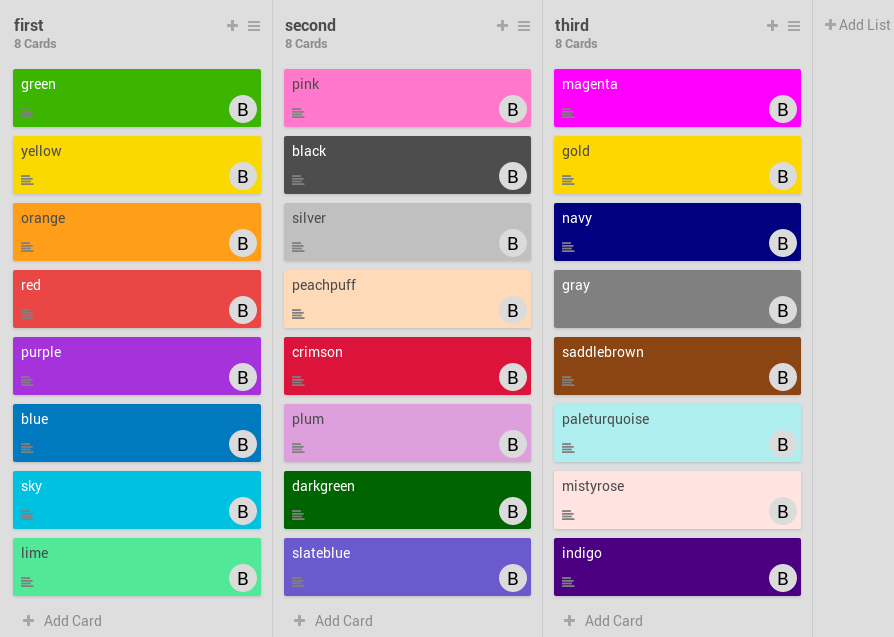 first
8 Cards
green
B
yellow
B
orange
B
red
B
purple
B
blue
B
sky
B
lime
B
Add Card
second
8 Cards
pink
B
black
B
silver
B
peachpuff
B
crimson
B
plum
B
darkgreen
B
slateblue
B
Add Card
third
8 Cards
magenta
B
gold
B
navy
B
gray
B
saddlebrown
B
paleturquoise
B
mistyrose
B
indigo
B
Add Card
Add List